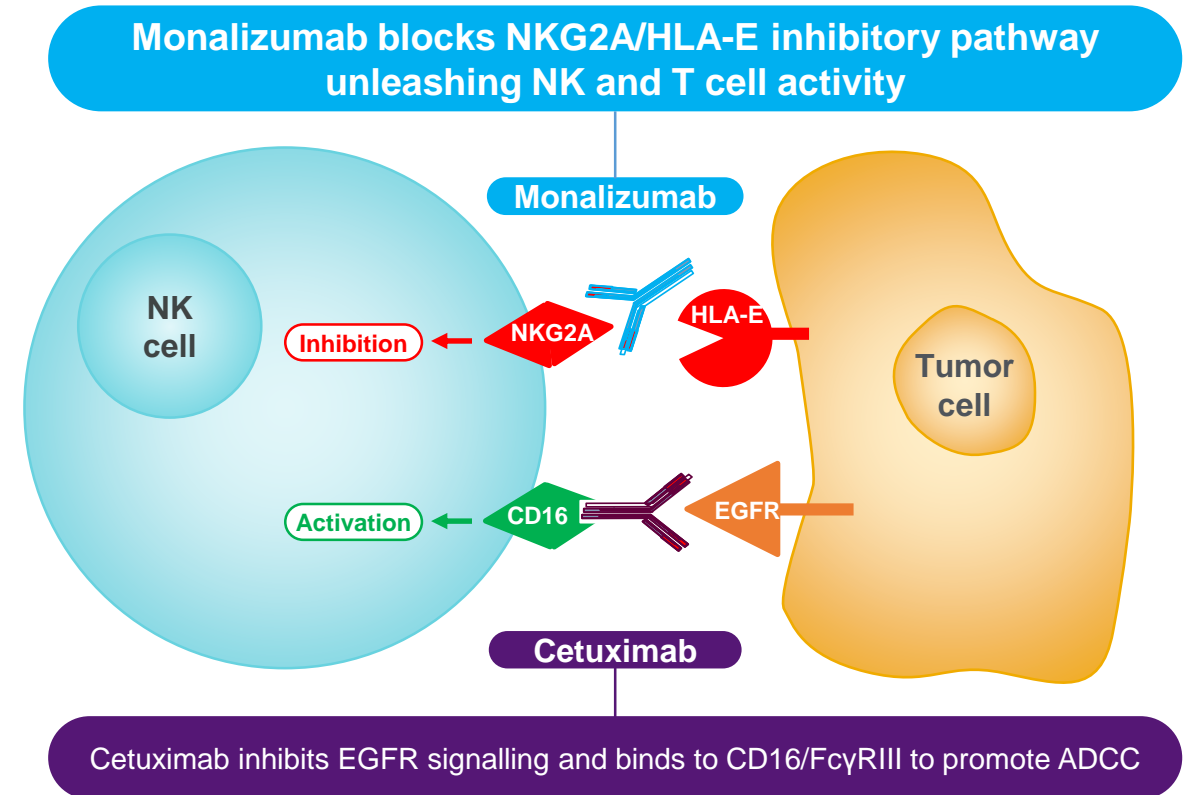 Monalizumab blocks NKG2A/HLA-E inhibitory pathway
unleashing NK and T cell activity
Monalizumab
NK
cell
Inhibition
NKG2A
HLA-E
Tumor
cell
Activation
CD16
EGFR
Cetuximab
Cetuximab inhibits EGFR signalling and binds to CD16/FcγRIII to promote ADCC